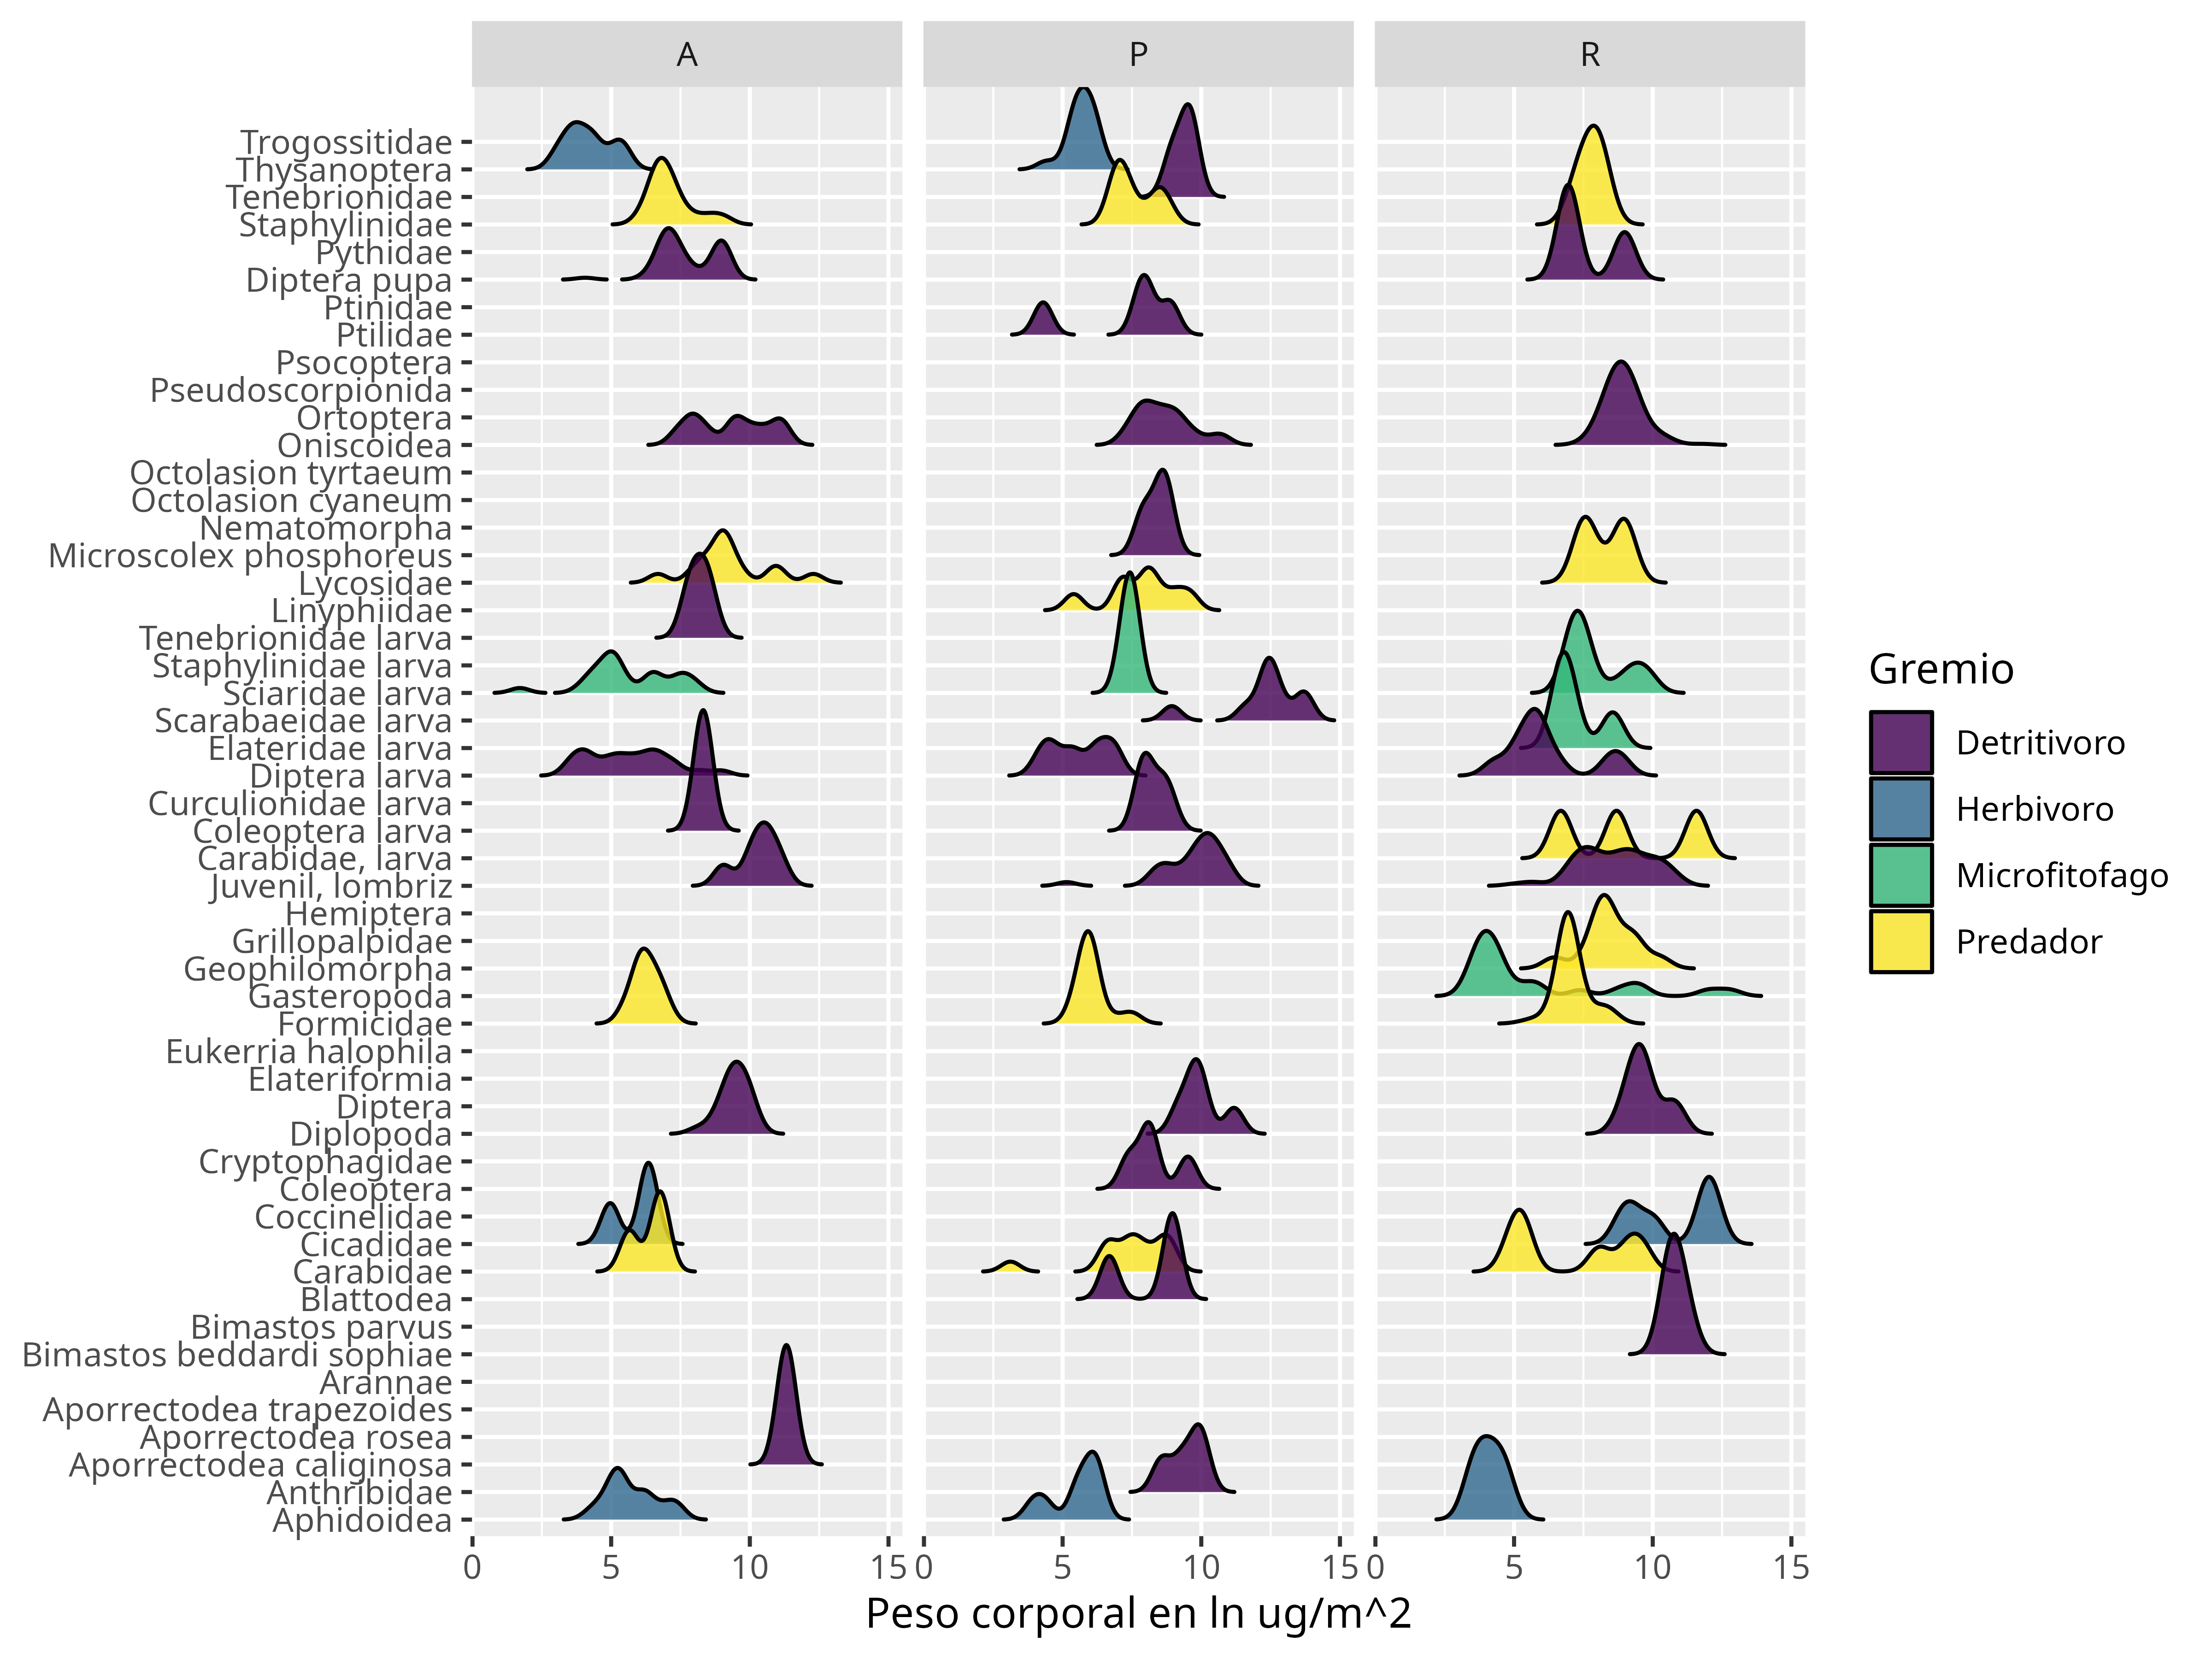 A P R
Trogossitidae
Thysanoptera
Tenebrionidae
Staphylinidae
Pythidae
Diptera pupa
Ptinidae
Ptilidae
Psocoptera
Pseudoscorpionida
Ortoptera
Oniscoidea
Octolasion tyrtaeum
Octolasion cyaneum
Nematomorpha
Microscolex phosphoreus
Lycosidae
Linyphiidae
Tenebrionidae larva
Staphylinidae larva
Sciaridae larva
Scarabaeidae larva
Elateridae larva
Diptera larva
Curculionidae larva
Coleoptera larva
Carabidae, larva
Juvenil, lombriz
Hemiptera
Grillopalpidae
Geophilomorpha
Gasteropoda
Formicidae
Eukerria halophila
Elateriformia
Diptera
Diplopoda
Cryptophagidae
Coleoptera
Coccinelidae
Cicadidae
Carabidae
Blattodea
Bimastos parvus
Bimastos beddardi sophiae
Arannae
Aporrectodea trapezoides
Aporrectodea rosea
Aporrectodea caliginosa
Anthribidae
Aphidoidea
0 5 10 15 0 5 10 15 0 5 10 15
Peso corporal en ln ug/m^2
Gremio
Detritivoro
Herbivoro
Microfitofago
Predador